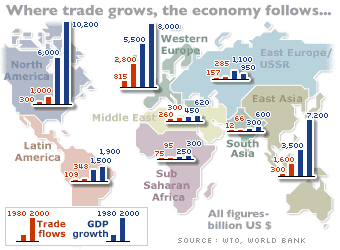 Where trade grows, the economy follows...
10,200
6,000
North
America
1,000
300
8,000
5,500
Western
Europe
2,800
815
East Europe/
USSR
285
1,100
950
157
Middle East
260
300
450
620
East Asia
7,200
3,500
1,600
300
12
66
300
600
South
Asia
Latin
America
1,900
1,500
348
109
75
95
250
300
Sub
Saharan
Africa
1980 2000
Trade
flows
GDP
growth
1980 2000
All figures-
billion US $
SOURCE: WTO, WORLD BANK